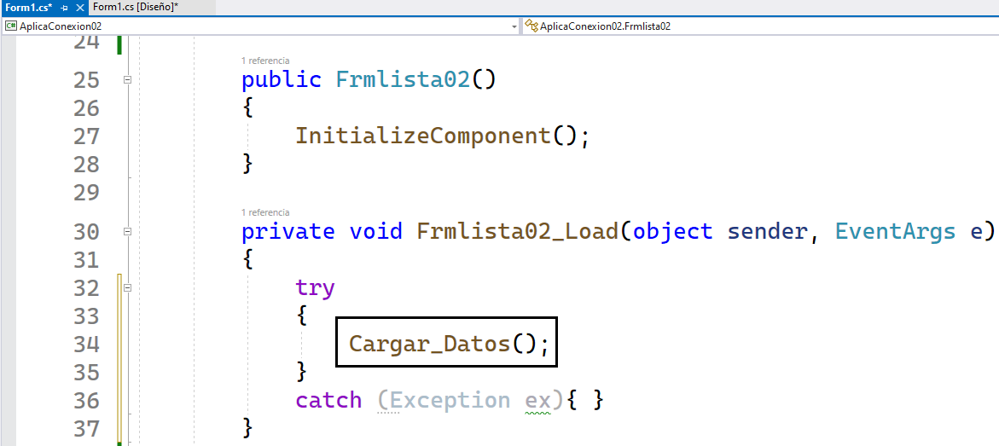 Form1.cs* Form1.cs [Diseño]*
C# AplicaConexion02 AplicaConexion02.Frmlista02
24
1 referencia
25 public Frmlista02()
26 {
27 InitializeComponent();
28 }
29
1 referencia
30 private void Frmlista02_Load(object sender, EventArgs e)
31 {
32 try
33 {
34 Cargar_Datos();
35 }
36 catch (Exception ex){ }
37 }